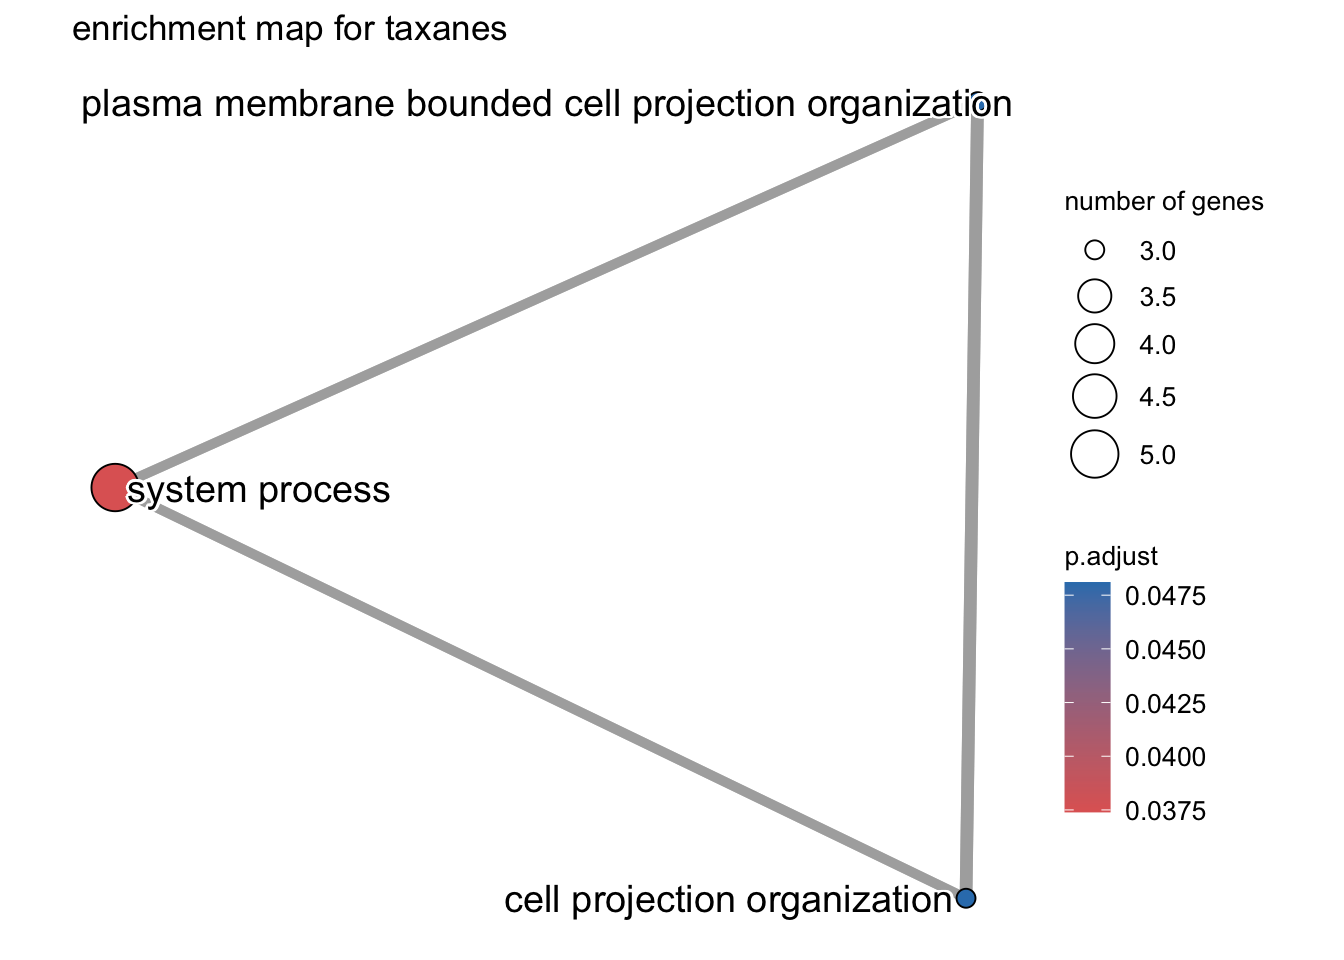 enrichment map for taxanes
plasma membrane bounded cell projection organization
system process
cell projection organization
number of genes
3.0
3.5
4.0
4.5
5.0
p.adjust
0.0475
0.0450
0.0425
0.0400
0.0375